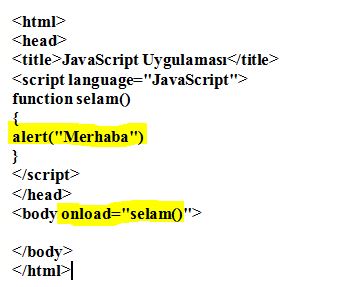 <html>
<head>
<title>JavaScript Uygulaması</title>
<script language="JavaScript">
function selam()
{
alert("Merhaba")
}
</script>
</head>
<body onload="selam()">
</body>
</html>